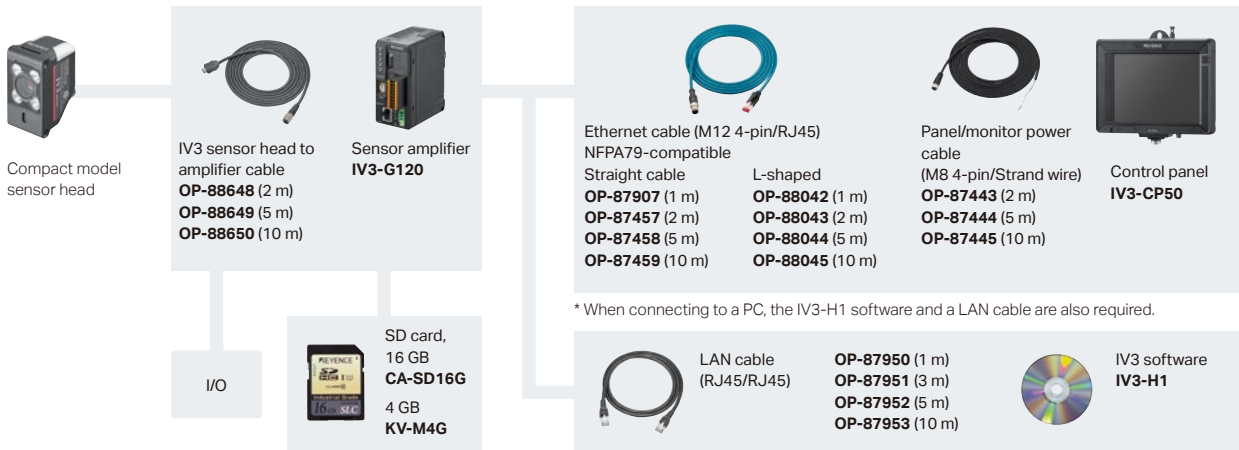 Compact model
sensor head
IV3 sensor head to
amplifier cable
OP-88648 (2 m)
OP-88649 (5 m)
OP-88650 (10 m)
Sensor amplifier
IV3-G120
I/O
KEYENCE
Industrial Grade
16GB SLC
SD card,
16 GB
CA-SD16G
4 GB
KV-M4G
Ethernet cable (M12 4-pin/RJ45)
NFPA79-compatible
Straight cable
OP-87907 (1 m)
OP-87457 (2 m)
OP-87458 (5 m)
OP-87459 (10 m)
L-shaped
OP-88042 (1 m)
OP-88043 (2 m)
OP-88044 (5 m)
OP-88045 (10 m)
Panel/monitor power
cable
(M8 4-pin/Strand wire)
OP-87443 (2 m)
OP-87444 (5 m)
OP-87445 (10 m)
KEYENCE
Control panel
IV3-CP50
* When connecting to a PC, the IV3-H1 software and a LAN cable are also required.
LAN cable
(RJ45/RJ45)
OP-87950 (1 m)
OP-87951 (3 m)
OP-87952 (5 m)
OP-87953 (10 m)
IV3 software
IV3-H1